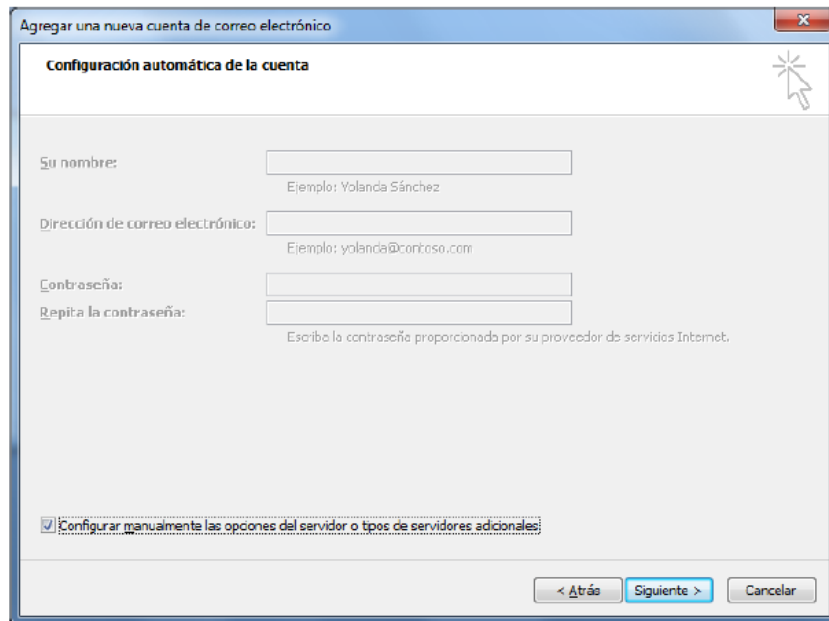 Agregar una nueva cuenta de correo electrónico
Configuración automática de la cuenta
Su nombre:
Ejemplo: Yolanda Sánchez
Dirección de correo electrónico:
Ejemplo: yolanda@contoso.com
Contraseña:
Repita la contraseña:
Escriba la contraseña proporcionada por su proveedor de servicios Internet.
Configurar manualmente las opciones del servidor o tipos de servidores adicionales
< Atrás Siguiente > Cancelar